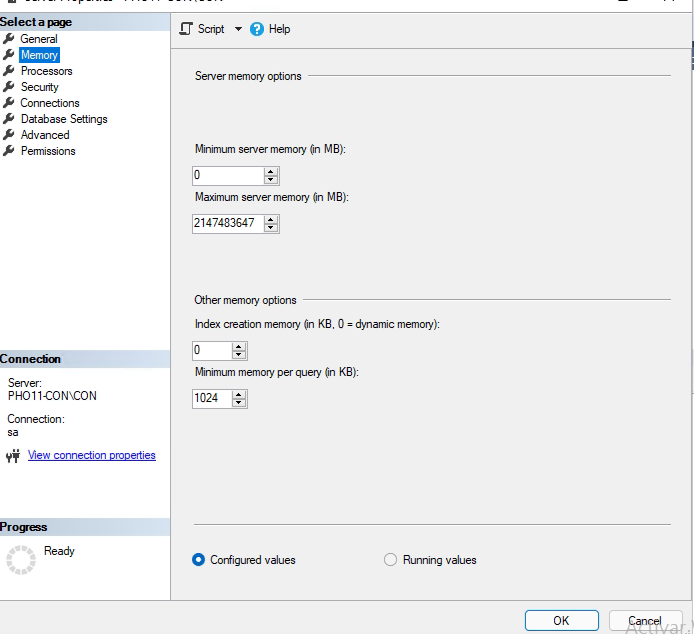 Select a page
General
Memory
Processors
Security
Connections
Database Settings
Advanced
Permissions
Script
Help
Server memory options
Minimum server memory (in MB):
0
Maximum server memory (in MB):
2147483647
Other memory options
Index creation memory (in KB, 0 = dynamic memory):
0
Minimum memory per query (in KB):
1024
Connection
Server:
PHO11-CON\CON
Connection:
sa
View connection properties
Progress
Ready
Configured values
Running values
OK
Cancel
Activar